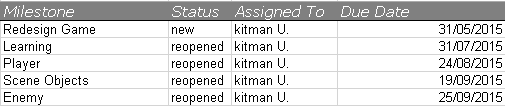 Milestone Status Assigned To Due Date
Redesign Game new kitman U. 31/05/2015
Learning reopened kitman U. 31/07/2015
Player reopened kitman U. 24/08/2015
Scene Objects reopened kitman U. 19/09/2015
Enemy reopened kitman U. 25/09/2015